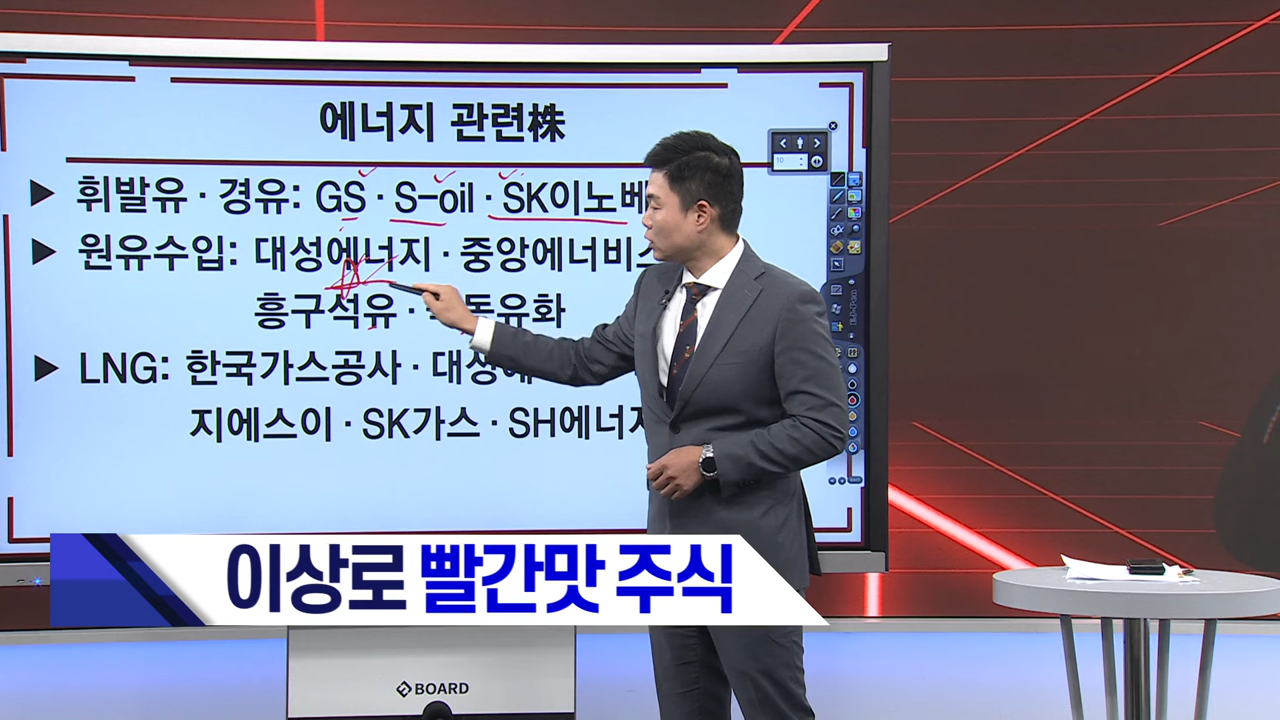 에너지 관련株
▶ 휘발유 · 경유: GS · S-oil · SK이노베
▶ 원유수입: 대성에너지 · 중앙에너비스
흥구석유 · 극동유화
▶ LNG: 한국가스공사 · 대성에
지에스이 · SK가스 · SH에너지
10
이상로 빨간맛 주식
BOARD